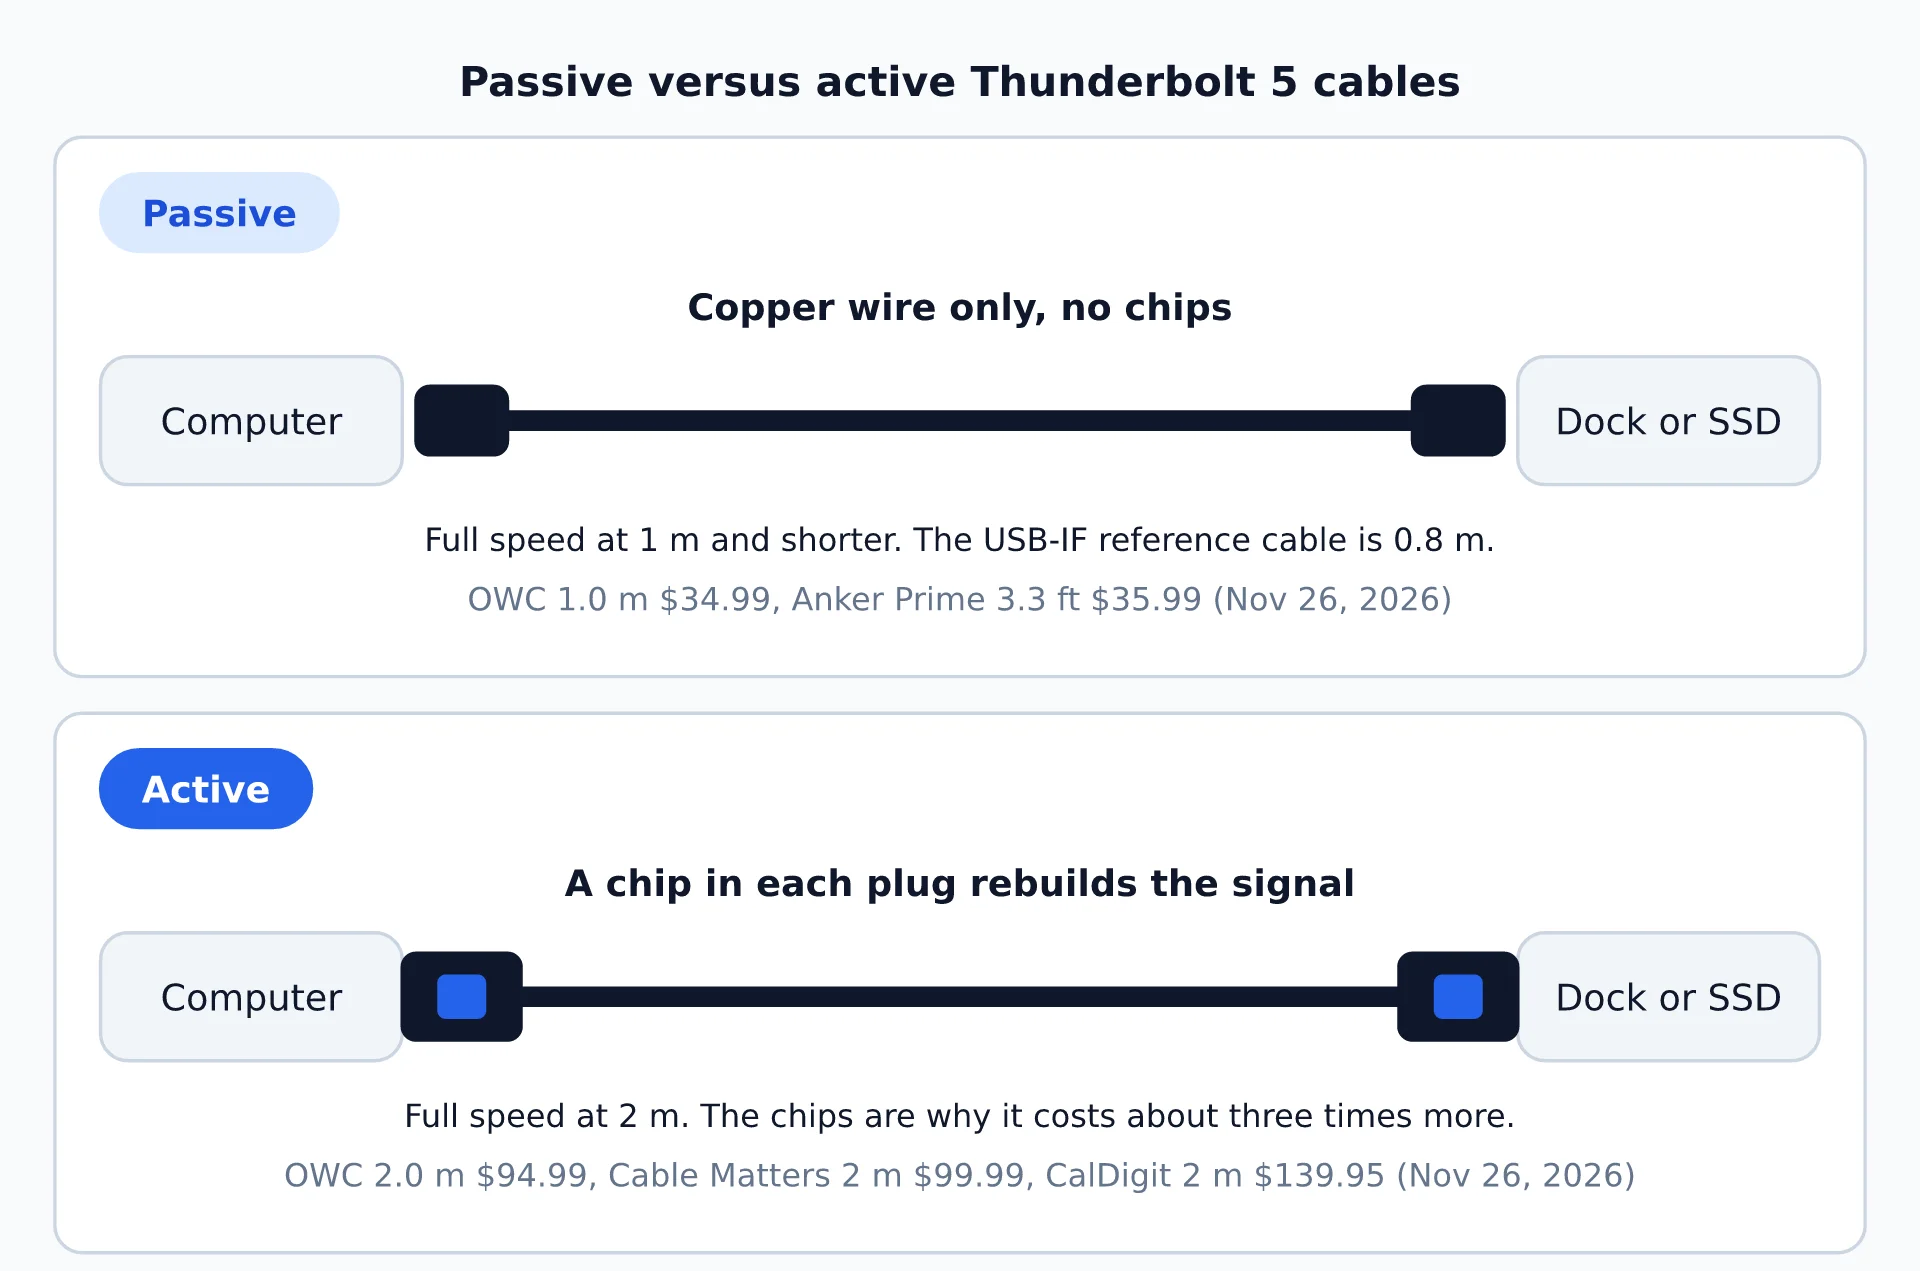 Passive versus active Thunderbolt 5 cables
Passive
Copper wire only, no chips
Computer
Dock or SSD
Full speed at 1 m and shorter. The USB-IF reference cable is 0.8 m.
OWC 1.0 m $34.99, Anker Prime 3.3 ft $35.99 (Nov 26, 2026)
Active
A chip in each plug rebuilds the signal
Computer
Dock or SSD
Full speed at 2 m. The chips are why it costs about three times more.
OWC 2.0 m $94.99, Cable Matters 2 m $99.99, CalDigit 2 m $139.95 (Nov 26, 2026)